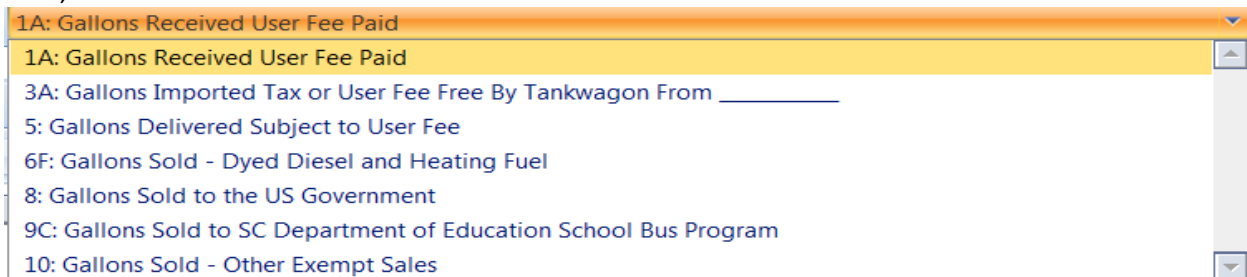 1A: Gallons Received User Fee Paid
1A: Gallons Received User Fee Paid
3A: Gallons Imported Tax or User Fee Free By Tankwagon From __________
5: Gallons Delivered Subject to User Fee
6F: Gallons Sold - Dyed Diesel and Heating Fuel
8: Gallons Sold to the US Government
9C: Gallons Sold to SC Department of Education School Bus Program
10: Gallons Sold - Other Exempt Sales